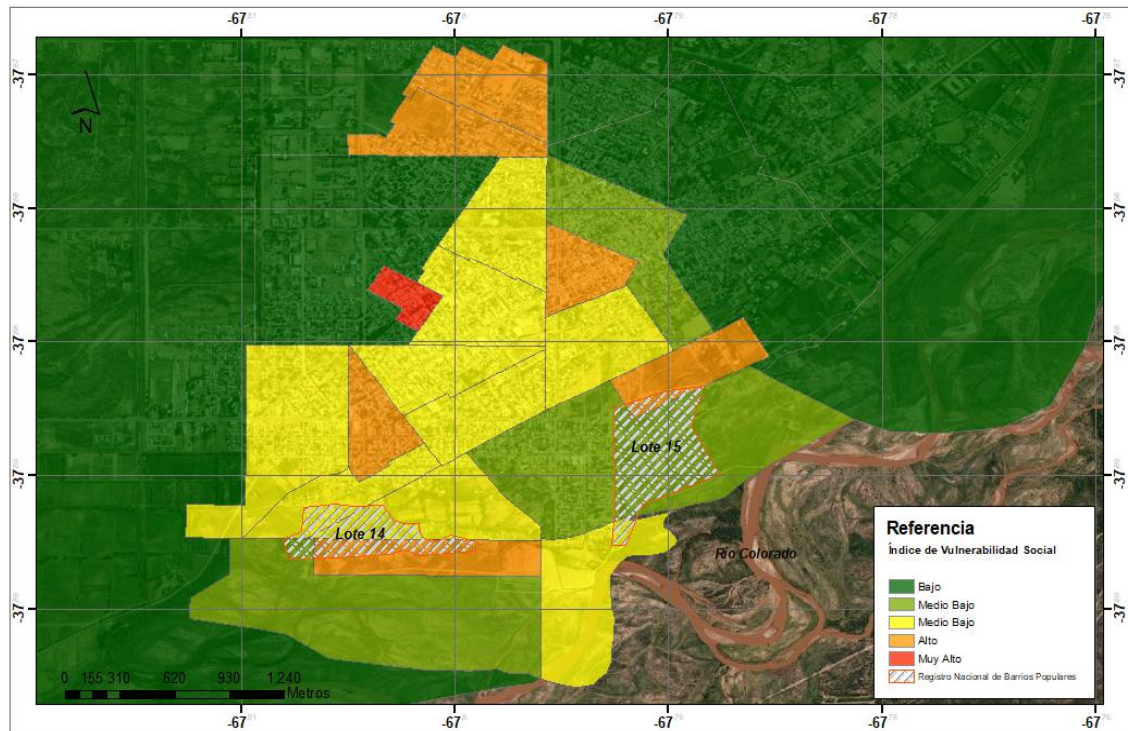 -67 -67 -67 -67 -67
-37 -37
N
-37 -37
-37 -37
Lote 15
-37 -37
Lote 14
Río Colorado
Referencia
Índice de Vulnerabilidad Social
Bajo
Medio Bajo
Medio Bajo
Alto
Muy Alto
Registro Nacional de Barrios Populares
-37 -37
0 155 310 620 930 1.240
Metros
-67 -67 -67 -67 -67